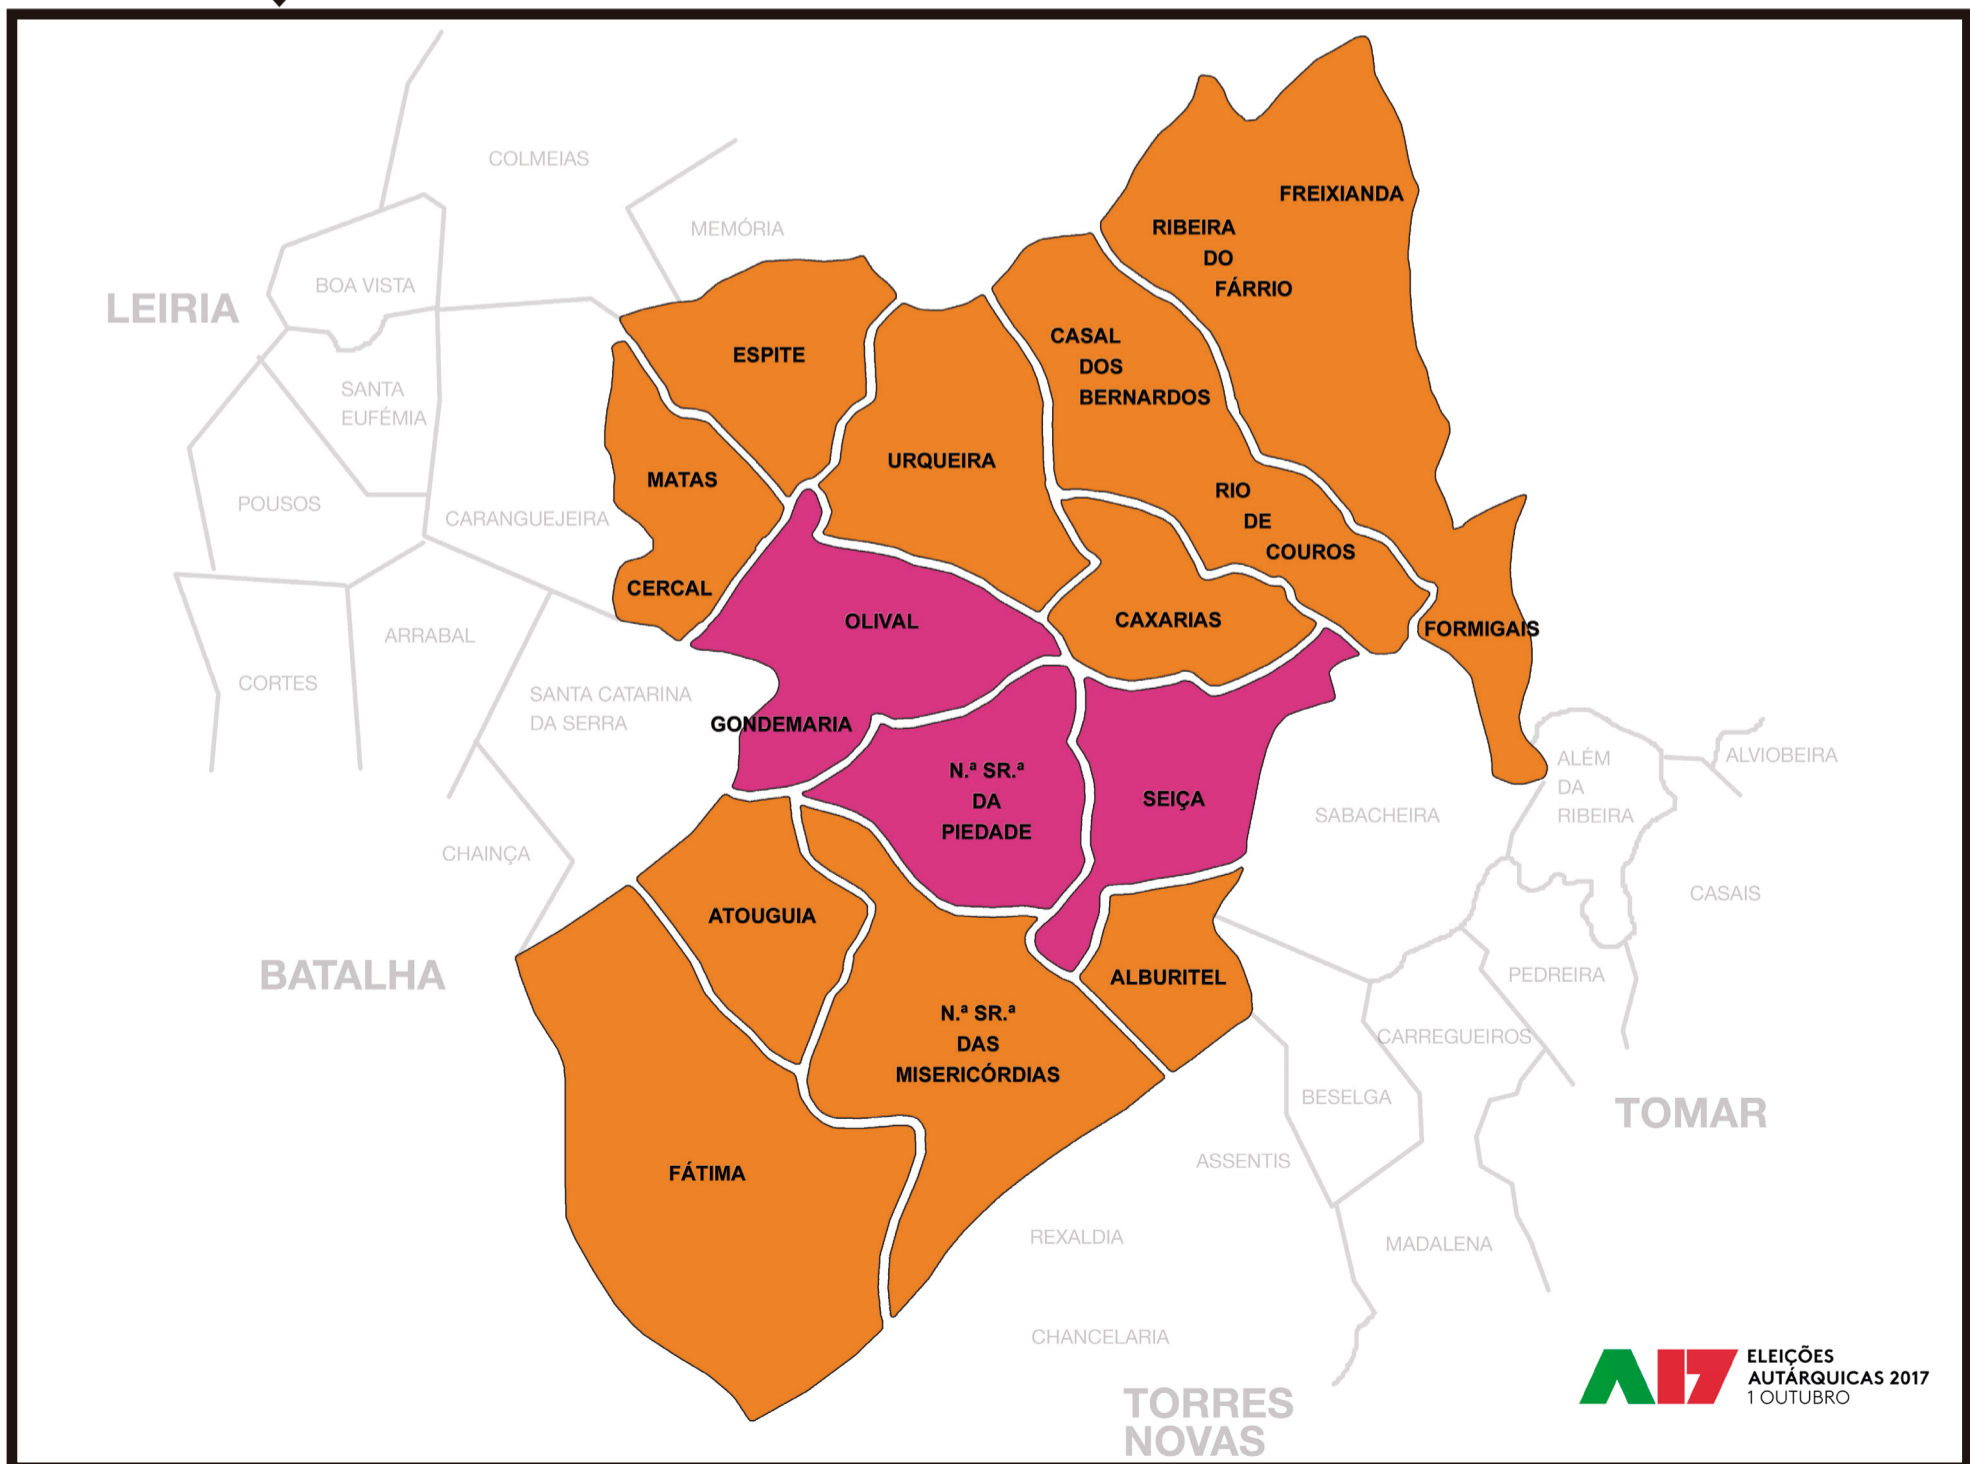 COLMEIAS
MEMÓRIA
BOA VISTA
LEIRIA
SANTA
EUFÉMIA
POUSOS
CARANGUEJEIRA
ARRABAL
CORTES
SANTA CATARINA
DA SERRA
CHAINÇA
BATALHA
FREIXIANDA
RIBEIRA
DO
FÁRRIO
ESPITE
CASAL
DOS
BERNARDOS
URQUEIRA
MATAS
RIO
DE
COUROS
CERCAL
OLIVAL
CAXARIAS
FORMIGAIS
GONDEMARIA
N.ª SR.ª
DA
PIEDADE
SEIÇA
ATOUGUIA
ALBURITEL
N.ª SR.ª
DAS
MISERICÓRDIAS
FÁTIMA
SABACHEIRA
ALÉM
DA
RIBEIRA
ALVIOBEIRA
CASAIS
PEDREIRA
CARREGUEIROS
BESELGA
TOMAR
ASSENTIS
REXALDIA
MADALENA
CHANCELARIA
TORRES
NOVAS
A17
ELEIÇÕES
AUTÁRQUICAS 2017
1 OUTUBRO